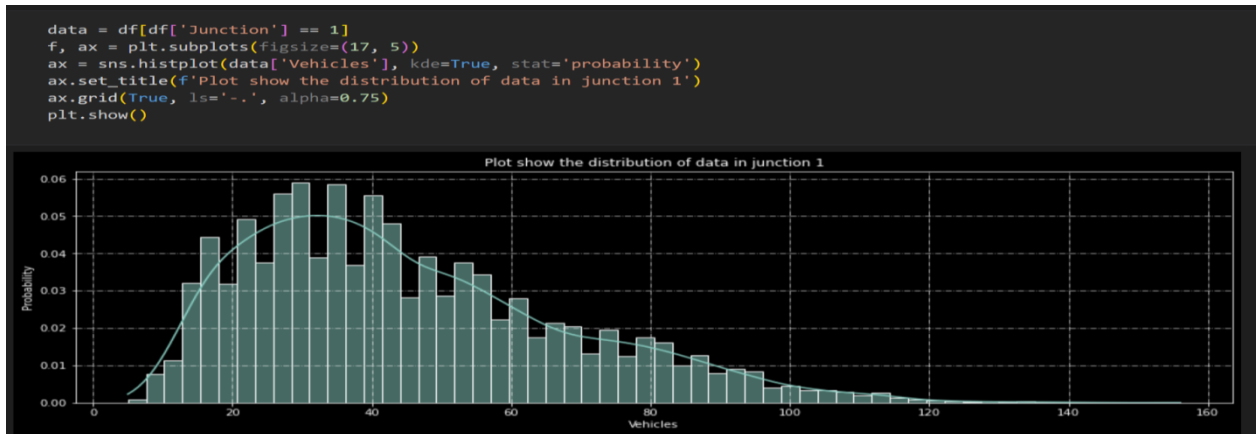 data = df[df['Junction'] == 1]
f, ax = plt.subplots(figsize=(17, 5))
ax = sns.histplot(data['Vehicles'], kde=True, stat='probability')
ax.set_title(f'Plot show the distribution of data in junction 1')
ax.grid(True, ls='-.', alpha=0.75)
plt.show()
Plot show the distribution of data in junction 1
0.06
0.05
0.04
0.03
0.02
0.01
0.00
Probability
0 20 40 60 80 100 120 140 160
Vehicles